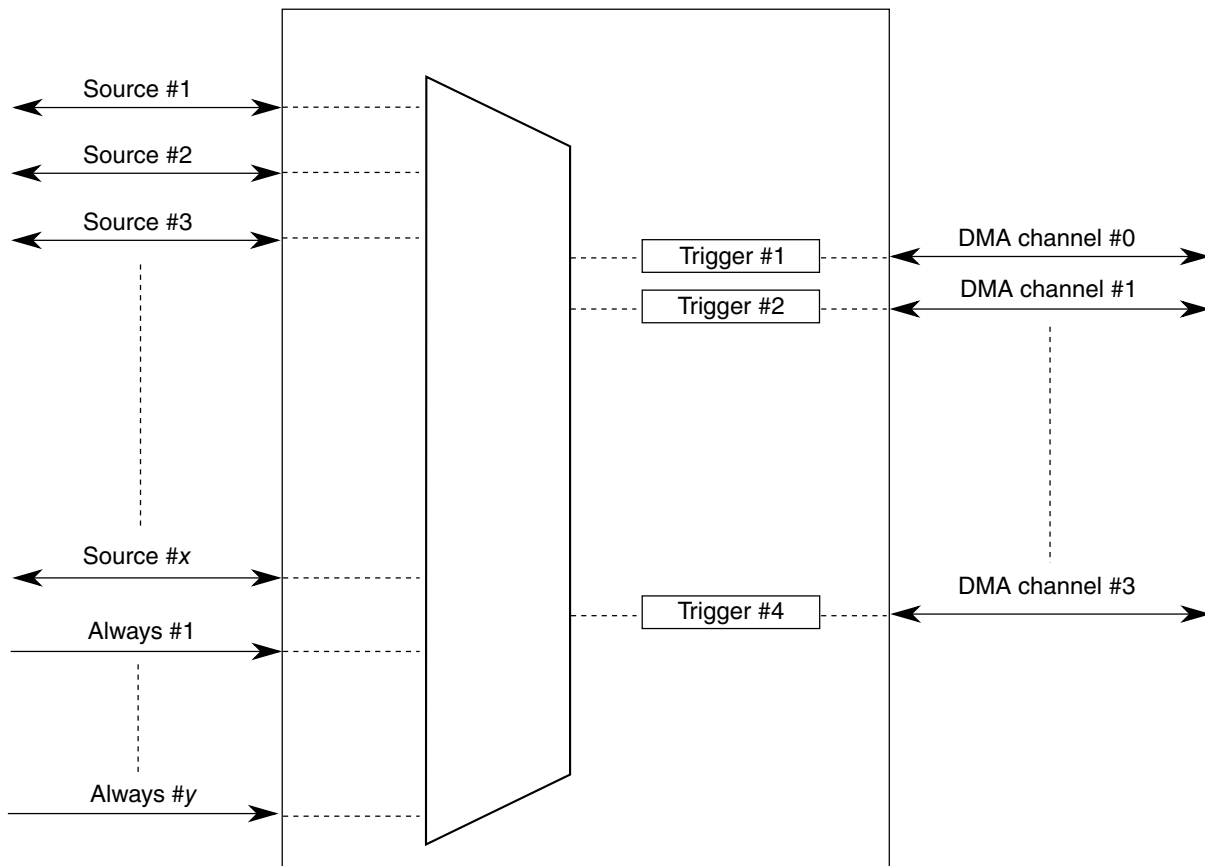 Source #1
Source #2
Source #3
Source #x
Always #1
Always #y
Trigger #1
Trigger #2
Trigger #4
DMA channel #0
DMA channel #1
DMA channel #3